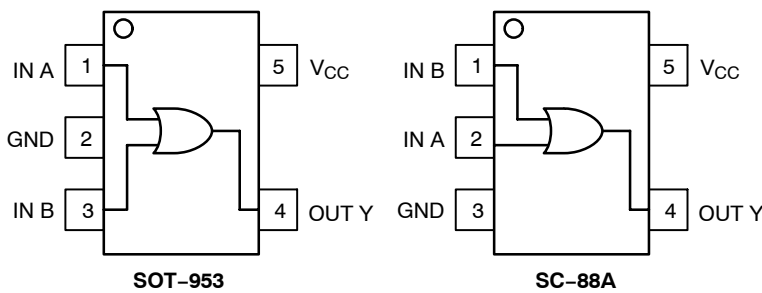 IN A 1
5 VCC
GND 2
IN B 3
4 OUT Y
SOT−953
IN B 1
5 VCC
IN A 2
GND 3
4 OUT Y
SC−88A